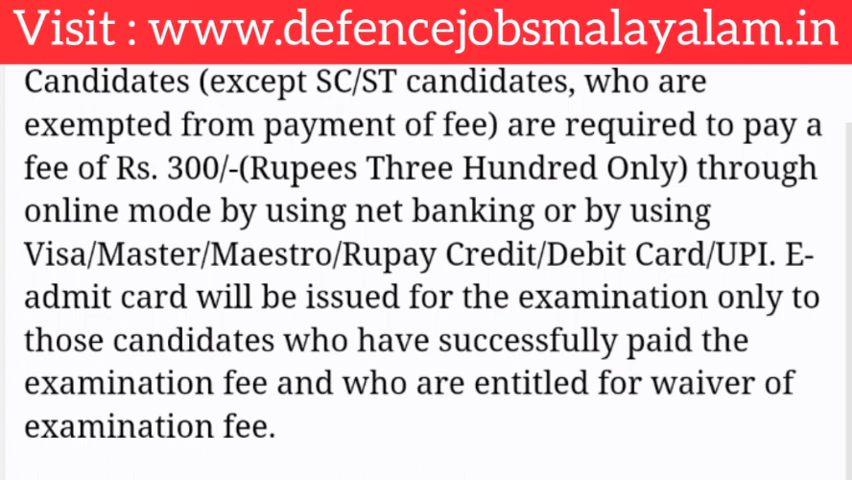 Visit : www.defencejobsmalayalam.in
Candidates (except SC/ST candidates, who are
exempted from payment of fee) are required to pay a
fee of Rs. 300/-(Rupees Three Hundred Only) through
online mode by using net banking or by using
Visa/Master/Maestro/Rupay Credit/Debit Card/UPI. E-
admit card will be issued for the examination only to
those candidates who have successfully paid the
examination fee and who are entitled for waiver of
examination fee.